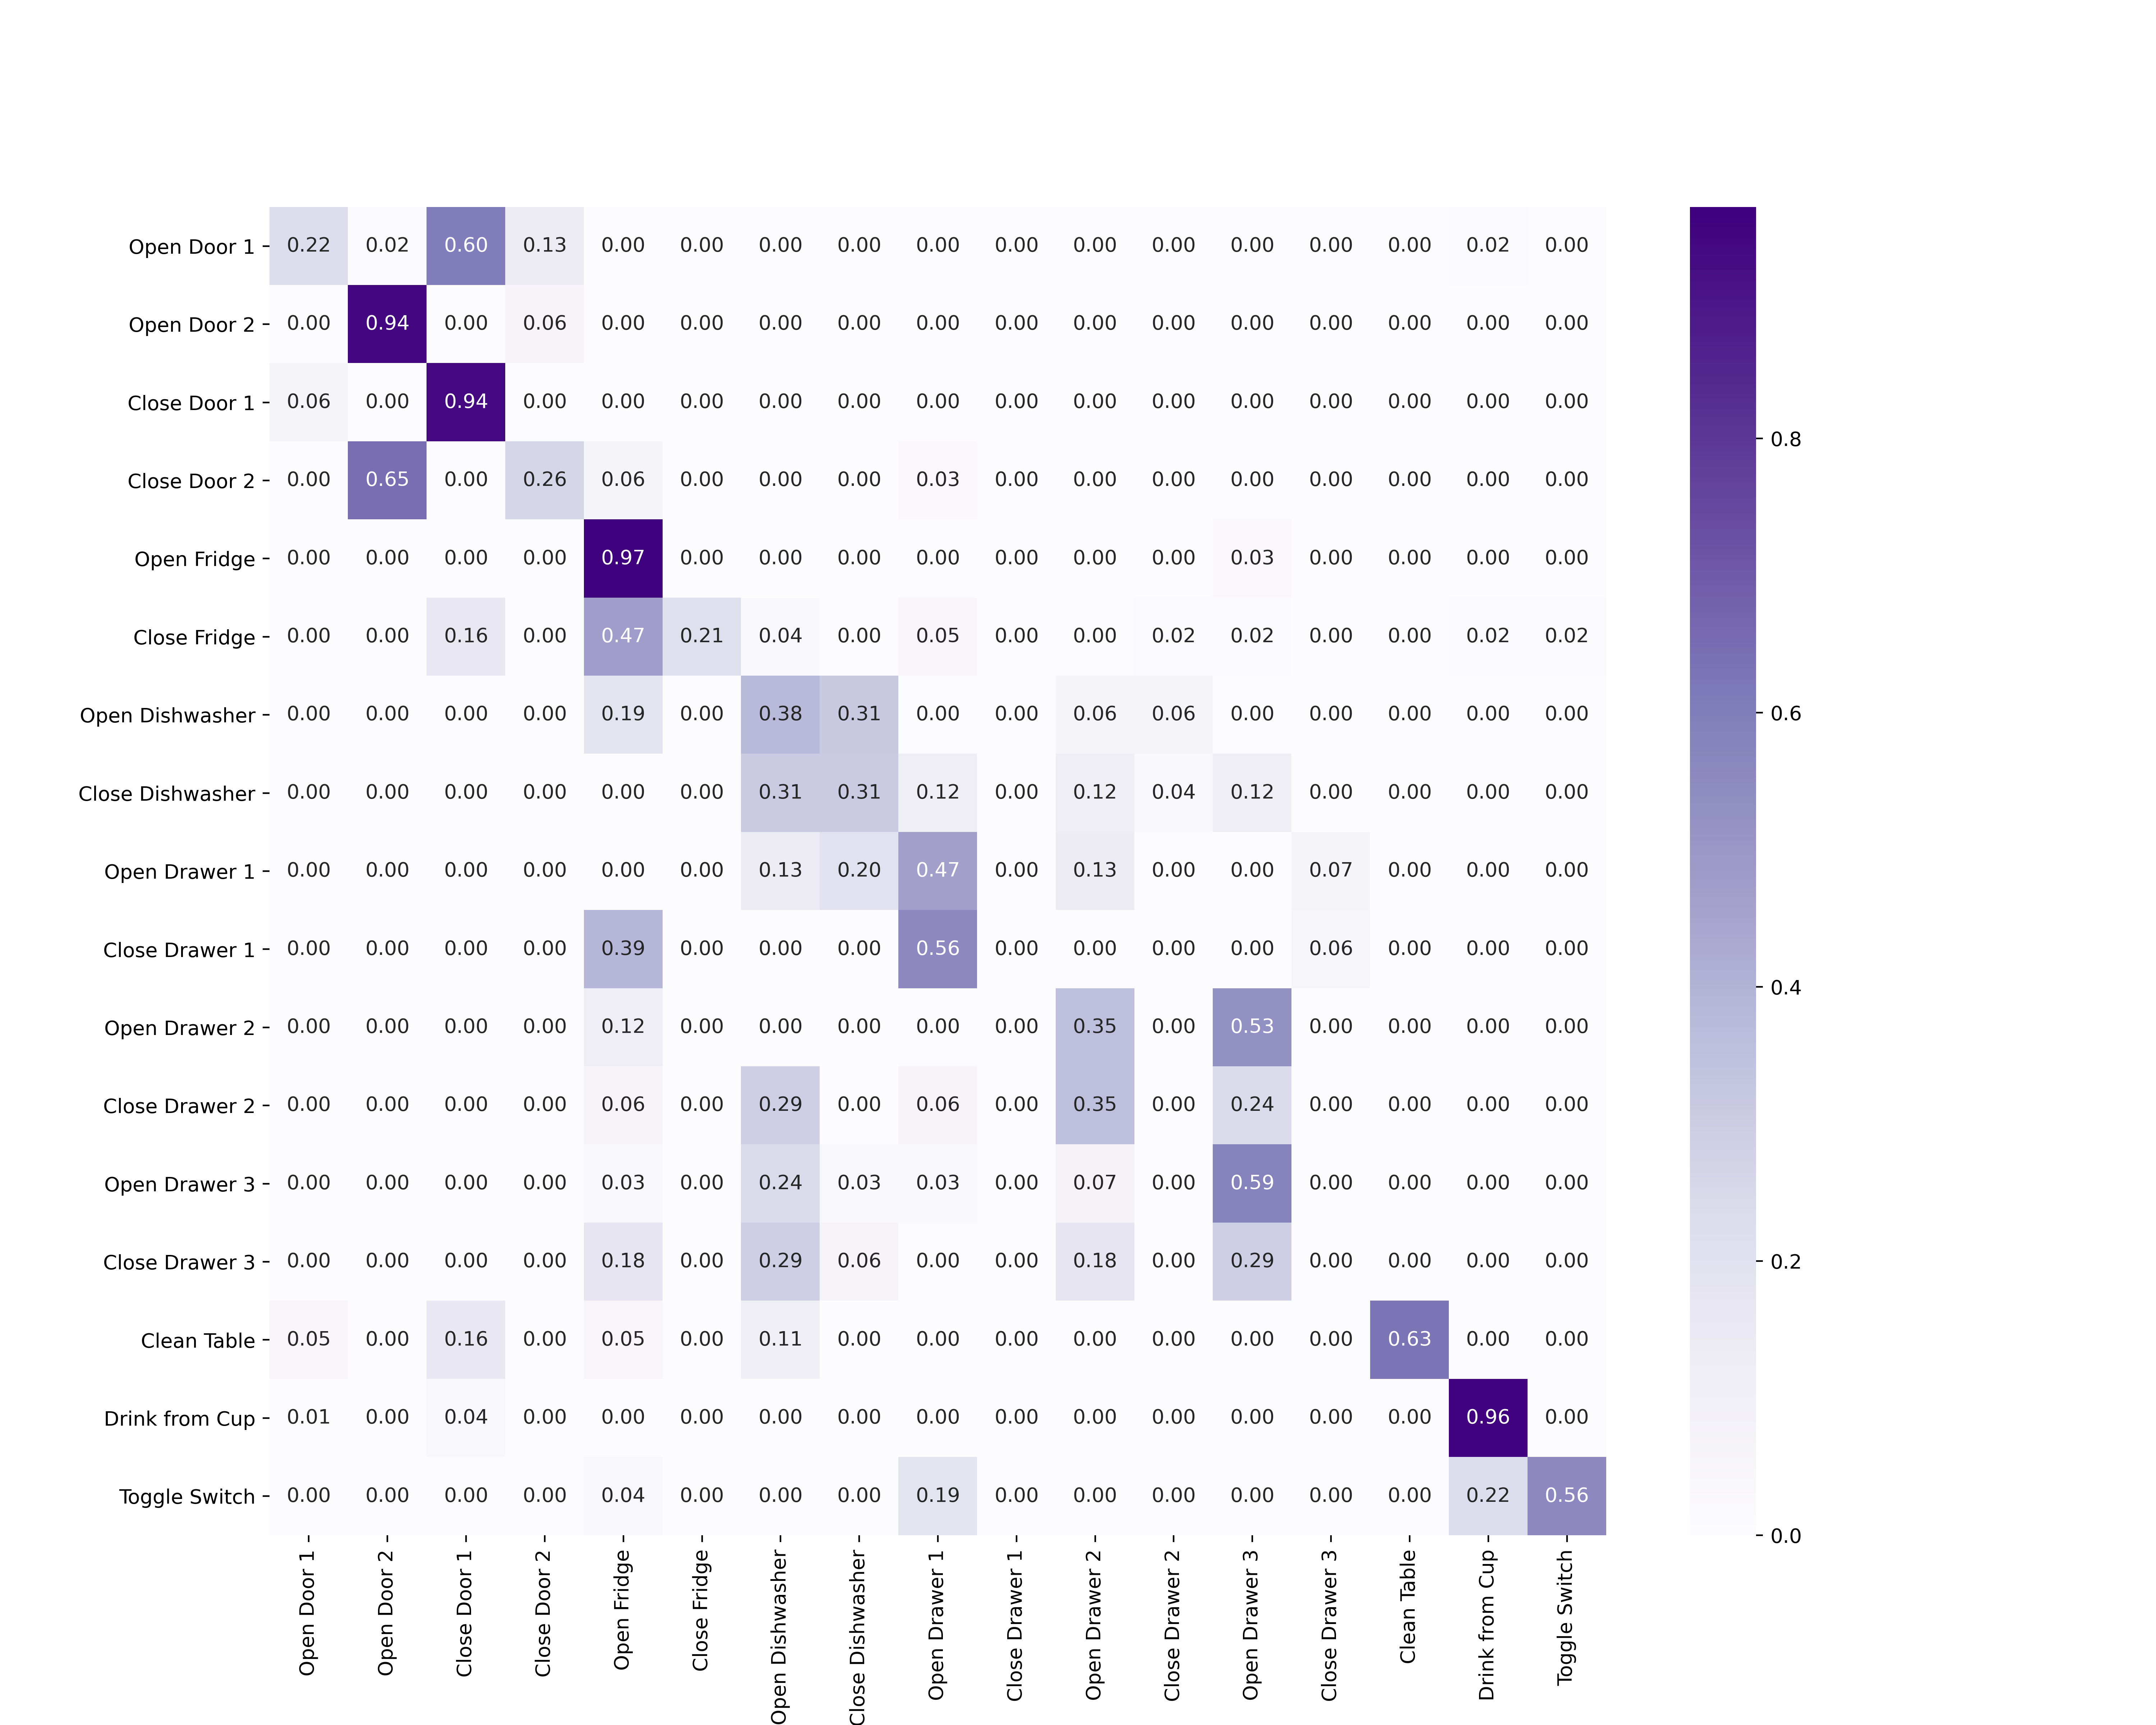 Open Door 1 0.22 0.02 0.60 0.13 0.00 0.00 0.00 0.00 0.00 0.00 0.00 0.00 0.00 0.00 0.00 0.02 0.00
Open Door 2 0.00 0.94 0.00 0.06 0.00 0.00 0.00 0.00 0.00 0.00 0.00 0.00 0.00 0.00 0.00 0.00 0.00
Close Door 1 0.06 0.00 0.94 0.00 0.00 0.00 0.00 0.00 0.00 0.00 0.00 0.00 0.00 0.00 0.00 0.00 0.00
0.8
Close Door 2 0.00 0.65 0.00 0.26 0.06 0.00 0.00 0.00 0.03 0.00 0.00 0.00 0.00 0.00 0.00 0.00 0.00
Open Fridge 0.00 0.00 0.00 0.00 0.97 0.00 0.00 0.00 0.00 0.00 0.00 0.00 0.03 0.00 0.00 0.00 0.00
Close Fridge 0.00 0.00 0.16 0.00 0.47 0.21 0.04 0.00 0.05 0.00 0.00 0.02 0.02 0.00 0.00 0.02 0.02
Open Dishwasher 0.00 0.00 0.00 0.00 0.19 0.00 0.38 0.31 0.00 0.00 0.06 0.06 0.00 0.00 0.00 0.00 0.00
0.6
Close Dishwasher 0.00 0.00 0.00 0.00 0.00 0.00 0.31 0.31 0.12 0.00 0.12 0.04 0.12 0.00 0.00 0.00 0.00
Open Drawer 1 0.00 0.00 0.00 0.00 0.00 0.00 0.13 0.20 0.47 0.00 0.13 0.00 0.00 0.07 0.00 0.00 0.00
Close Drawer 1 0.00 0.00 0.00 0.00 0.39 0.00 0.00 0.00 0.56 0.00 0.00 0.00 0.00 0.06 0.00 0.00 0.00
0.4
Open Drawer 2 0.00 0.00 0.00 0.00 0.12 0.00 0.00 0.00 0.00 0.00 0.35 0.00 0.53 0.00 0.00 0.00 0.00
Close Drawer 2 0.00 0.00 0.00 0.00 0.06 0.00 0.29 0.00 0.06 0.00 0.35 0.00 0.24 0.00 0.00 0.00 0.00
Open Drawer 3 0.00 0.00 0.00 0.00 0.03 0.00 0.24 0.03 0.03 0.00 0.07 0.00 0.59 0.00 0.00 0.00 0.00
Close Drawer 3 0.00 0.00 0.00 0.00 0.18 0.00 0.29 0.06 0.00 0.00 0.18 0.00 0.29 0.00 0.00 0.00 0.00
0.2
Clean Table 0.05 0.00 0.16 0.00 0.05 0.00 0.11 0.00 0.00 0.00 0.00 0.00 0.00 0.00 0.63 0.00 0.00
Drink from Cup 0.01 0.00 0.04 0.00 0.00 0.00 0.00 0.00 0.00 0.00 0.00 0.00 0.00 0.00 0.00 0.96 0.00
Toggle Switch 0.00 0.00 0.00 0.00 0.04 0.00 0.00 0.00 0.19 0.00 0.00 0.00 0.00 0.00 0.00 0.22 0.56
0.0
Open Door 1
Open Door 2
Close Door 1
Close Door 2
Open Fridge
Close Fridge
Open Dishwasher
Close Dishwasher
Open Drawer 1
Close Drawer 1
Open Drawer 2
Close Drawer 2
Open Drawer 3
Close Drawer 3
Clean Table
Drink from Cup
Toggle Switch